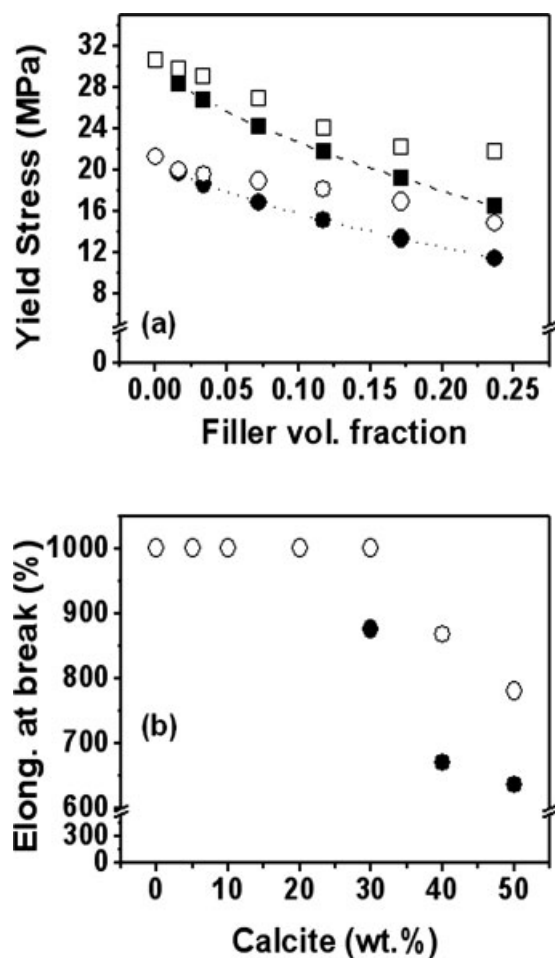 32
28
24
20
16
12
8
0
Yield Stress (MPa)
(a)
0.00 0.05 0.10 0.15 0.20 0.25
Filler vol. fraction
1000
900
800
700
600
300
0
Elong. at break (%)
(b)
0 10 20 30 40 50
Calcite (wt.%)